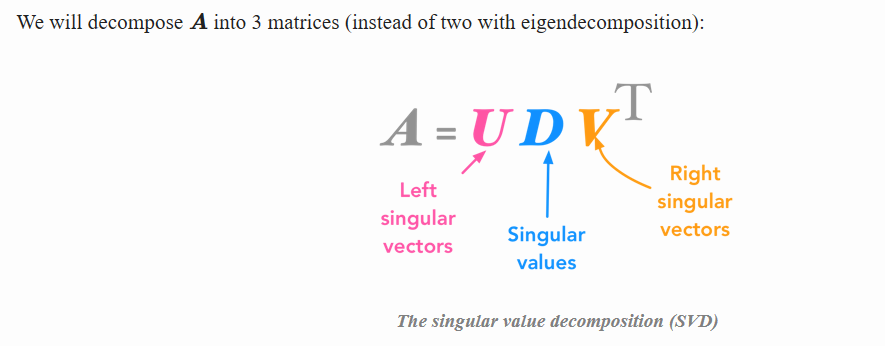 We will decompose A into 3 matrices (instead of two with eigendecomposition):
A = U D V^T
Left
singular
vectors
Singular
values
Right
singular
vectors
The singular value decomposition (SVD)